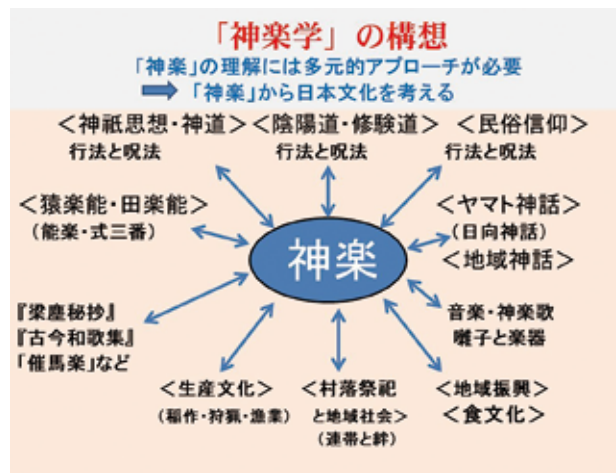 「神楽学」の構想
「神楽」の理解には多元的アプローチが必要
「神楽」から日本文化を考える
＜神祇思想・神道＞
行法と呪法
＜陰陽道・修験道＞
行法と呪法
＜民俗信仰＞
行法と呪法
＜猿楽能・田楽能＞
（能楽・式三番）
神楽
＜ヤマト神話＞
（日向神話）
＜地域神話＞
『梁塵秘抄』
『古今和歌集』
「催馬楽」など
音楽・神楽歌
囃子と楽器
＜生産文化＞
（稲作・狩猟・漁業）
＜村落祭祀
と地域社会＞
（連帯と絆）
＜地域振興＞
＜食文化＞